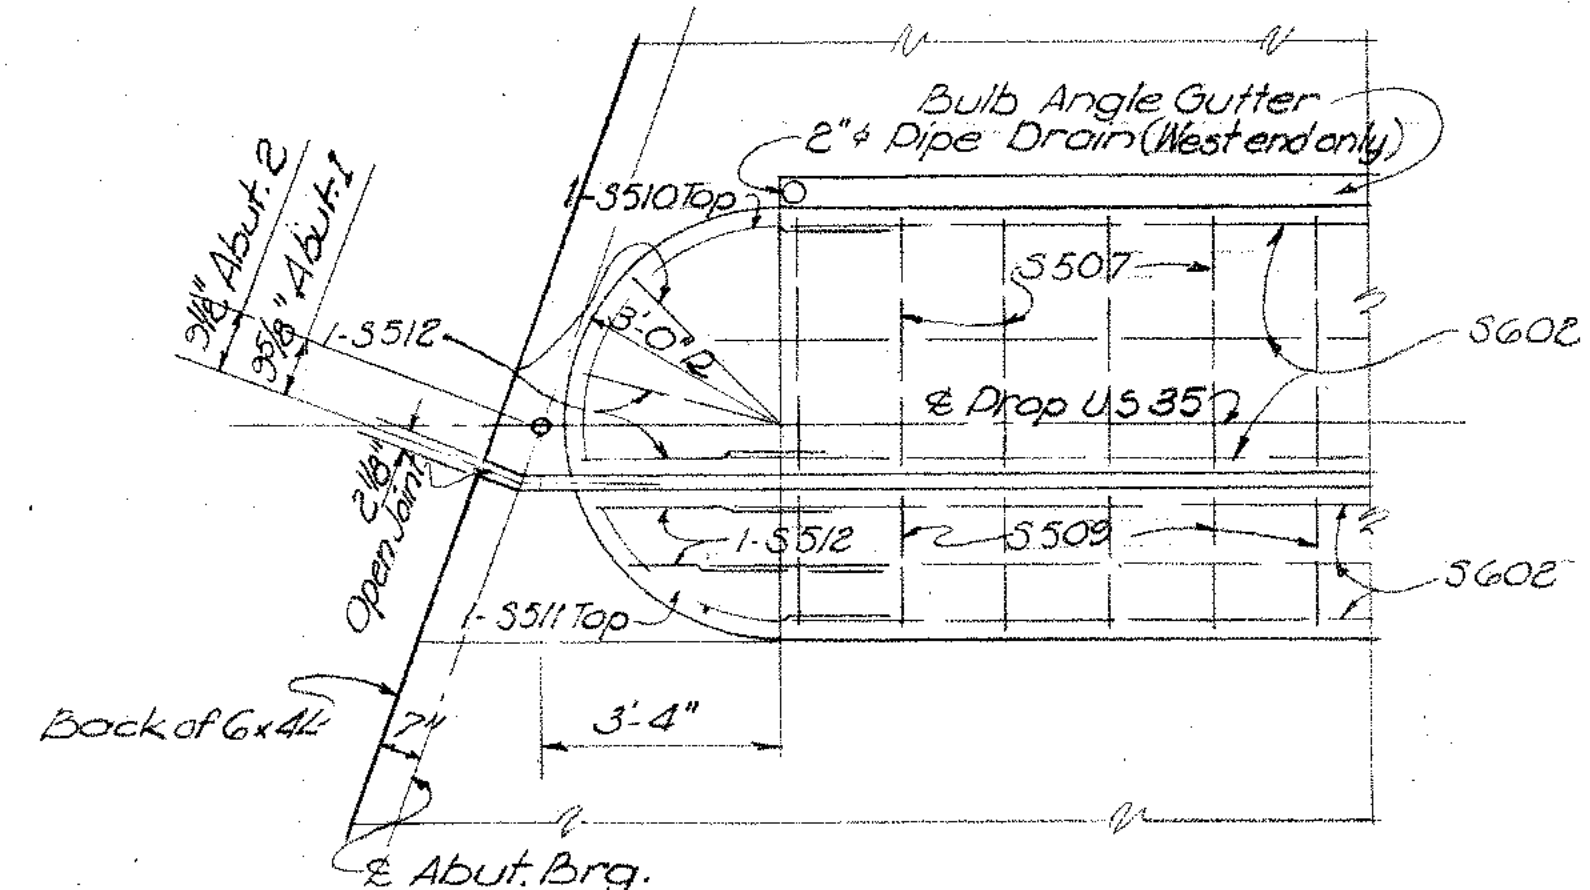 Bulb Angle Gutter
2"ϕ Pipe Drain (West end only)
1-S510 Top
9⅛" Abut. 2
9⅝" Abut. 1
S507
1-S512
3'-0" R
S602
℄ Prop US 35
2⅛"
Open Joint
1-S512
S509
S602
1-S511 Top
Back of 6x4L
7"
3'-4"
℄ Abut. Brg.